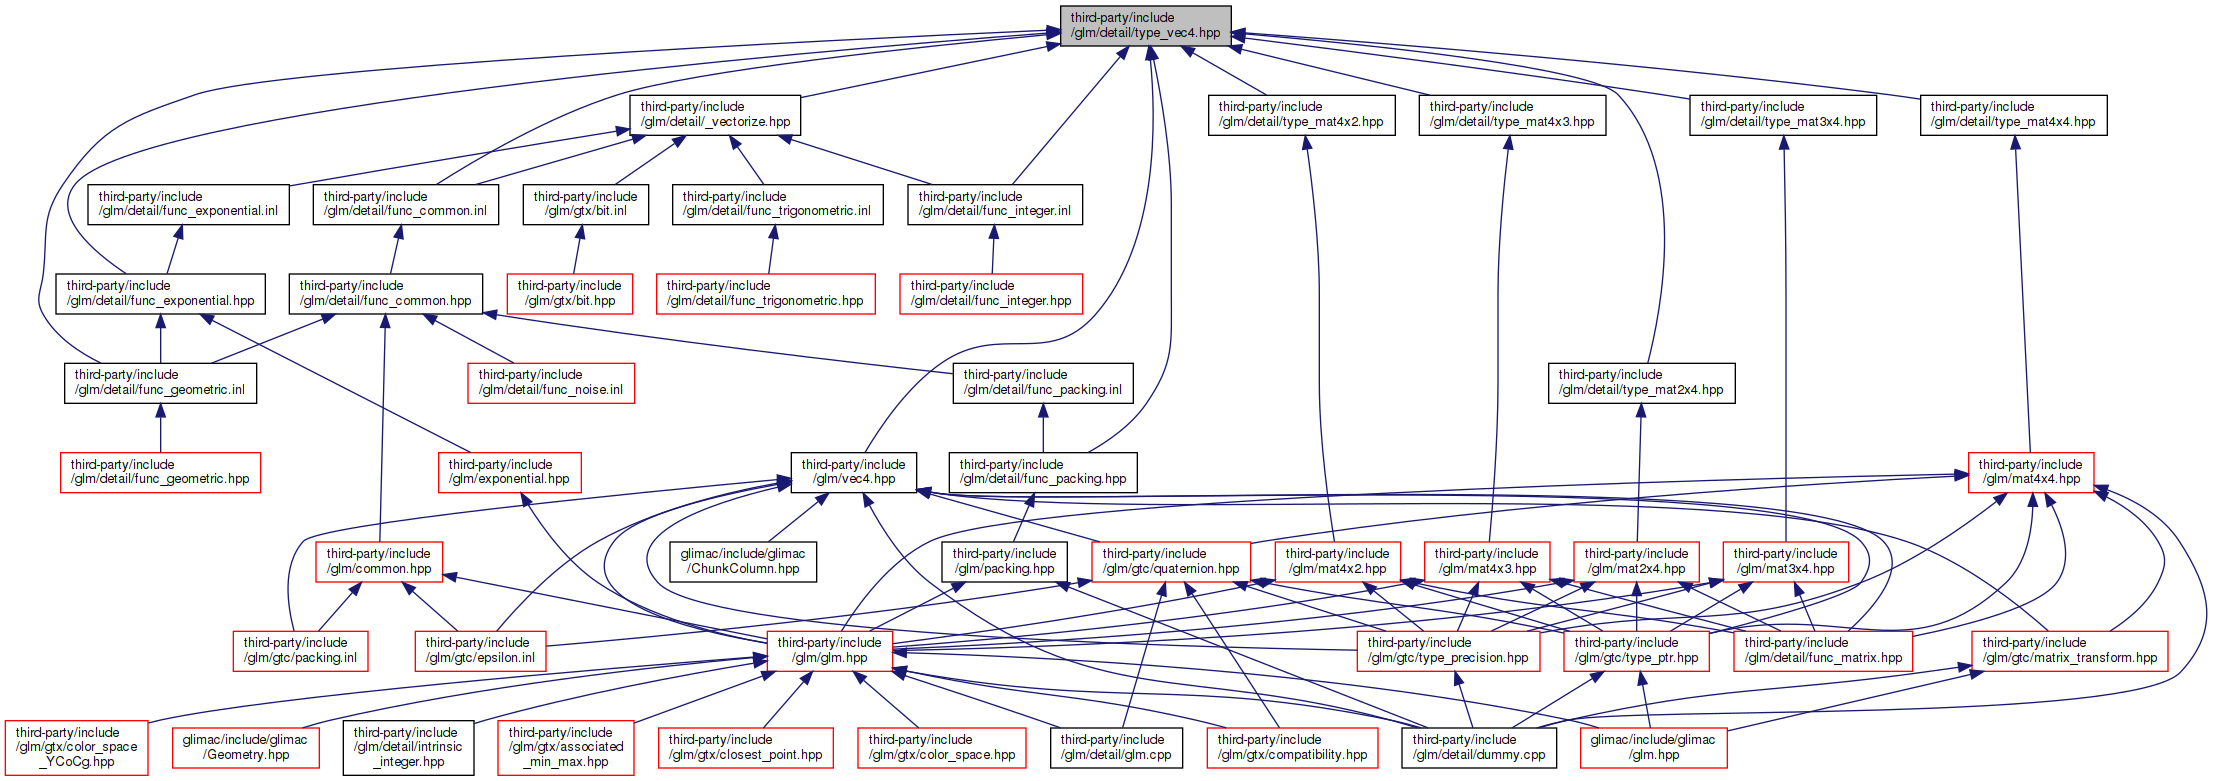 third-party/include
/glm/detail/type_vec4.hpp
third-party/include
/glm/detail/_vectorize.hpp
third-party/include
/glm/detail/type_mat4x2.hpp
third-party/include
/glm/detail/type_mat4x3.hpp
third-party/include
/glm/detail/type_mat3x4.hpp
third-party/include
/glm/detail/type_mat4x4.hpp
third-party/include
/glm/detail/func_exponential.inl
third-party/include
/glm/detail/func_common.inl
third-party/include
/glm/gtx/bit.inl
third-party/include
/glm/detail/func_trigonometric.inl
third-party/include
/glm/detail/func_integer.inl
third-party/include
/glm/detail/func_exponential.hpp
third-party/include
/glm/detail/func_common.hpp
third-party/include
/glm/gtx/bit.hpp
third-party/include
/glm/detail/func_trigonometric.hpp
third-party/include
/glm/detail/func_integer.hpp
third-party/include
/glm/detail/func_geometric.inl
third-party/include
/glm/detail/func_noise.inl
third-party/include
/glm/detail/func_packing.inl
third-party/include
/glm/detail/type_mat2x4.hpp
third-party/include
/glm/detail/func_geometric.hpp
third-party/include
/glm/exponential.hpp
third-party/include
/glm/vec4.hpp
third-party/include
/glm/detail/func_packing.hpp
third-party/include
/glm/mat4x4.hpp
third-party/include
/glm/common.hpp
glimac/include/glimac
/ChunkColumn.hpp
third-party/include
/glm/packing.hpp
third-party/include
/glm/gtc/quaternion.hpp
third-party/include
/glm/mat4x2.hpp
third-party/include
/glm/mat4x3.hpp
third-party/include
/glm/mat2x4.hpp
third-party/include
/glm/mat3x4.hpp
third-party/include
/glm/gtc/packing.inl
third-party/include
/glm/gtc/epsilon.inl
third-party/include
/glm/glm.hpp
third-party/include
/glm/gtc/type_precision.hpp
third-party/include
/glm/gtc/type_ptr.hpp
third-party/include
/glm/detail/func_matrix.hpp
third-party/include
/glm/gtc/matrix_transform.hpp
third-party/include
/glm/gtx/color_space
_YCoCg.hpp
glimac/include/glimac
/Geometry.hpp
third-party/include
/glm/detail/intrinsic
_integer.hpp
third-party/include
/glm/gtx/associated
_min_max.hpp
third-party/include
/glm/gtx/closest_point.hpp
third-party/include
/glm/gtx/color_space.hpp
third-party/include
/glm/detail/glm.cpp
third-party/include
/glm/gtx/compatibility.hpp
third-party/include
/glm/detail/dummy.cpp
glimac/include/glimac
/glm.hpp